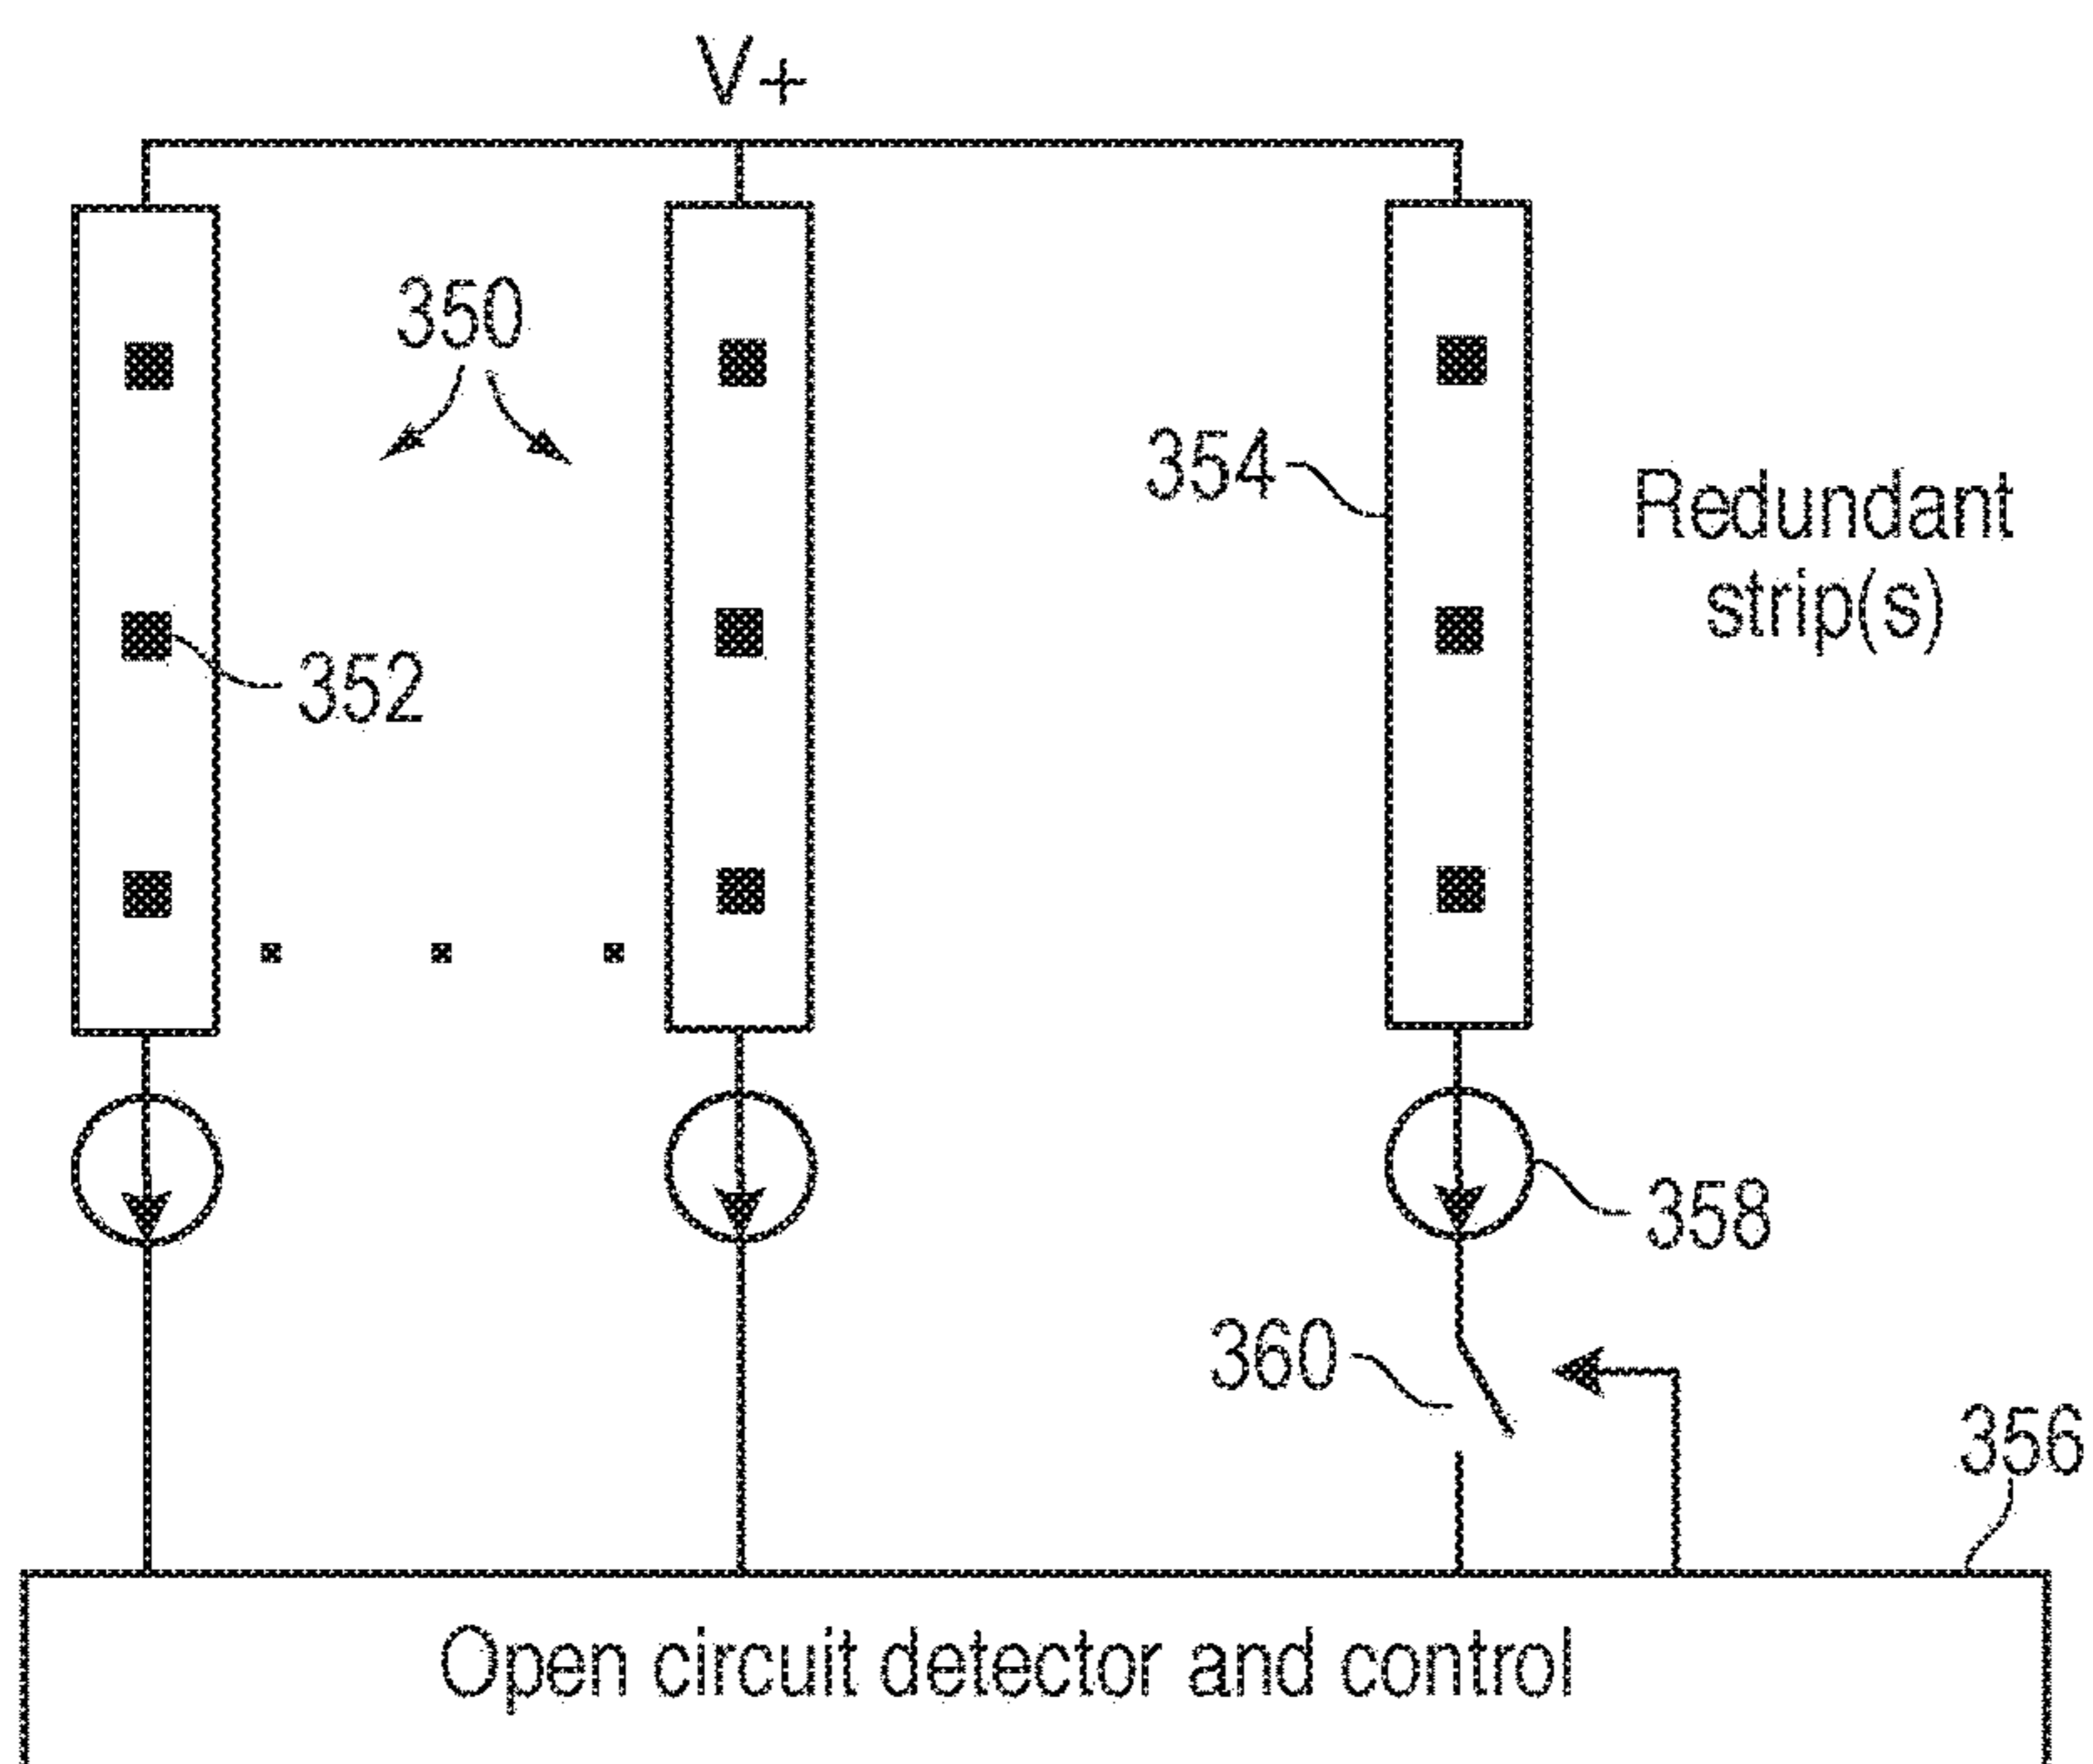 V+
350
354
Redundant
strip(s)
352
358
360
356
Open circuit detector and control